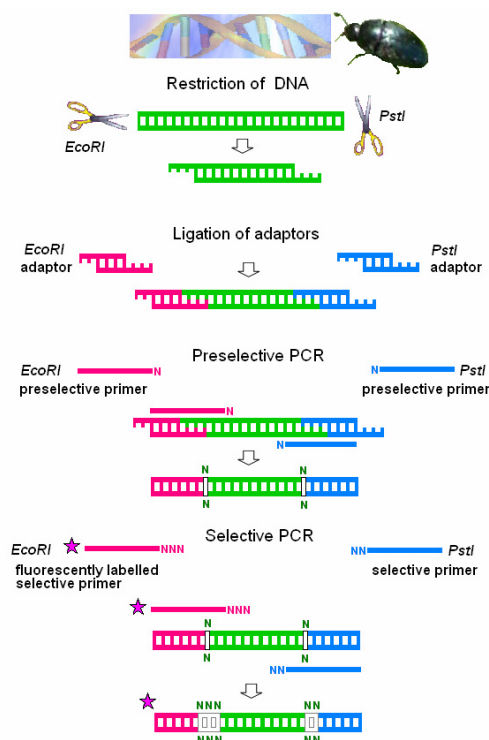 Restriction of DNA
EcoRI
PstI
Ligation of adaptors
EcoRI
adaptor
PstI
adaptor
Preselective PCR
EcoRI
N
preselective primer
N
PstI
preselective primer
N
N
N
N
N
N
Selective PCR
EcoRI
NNN
fluorescently labelled
selective primer
NN
PstI
selective primer
NNN
N
N
N
N
NN
NNN
NN
NNN
NN